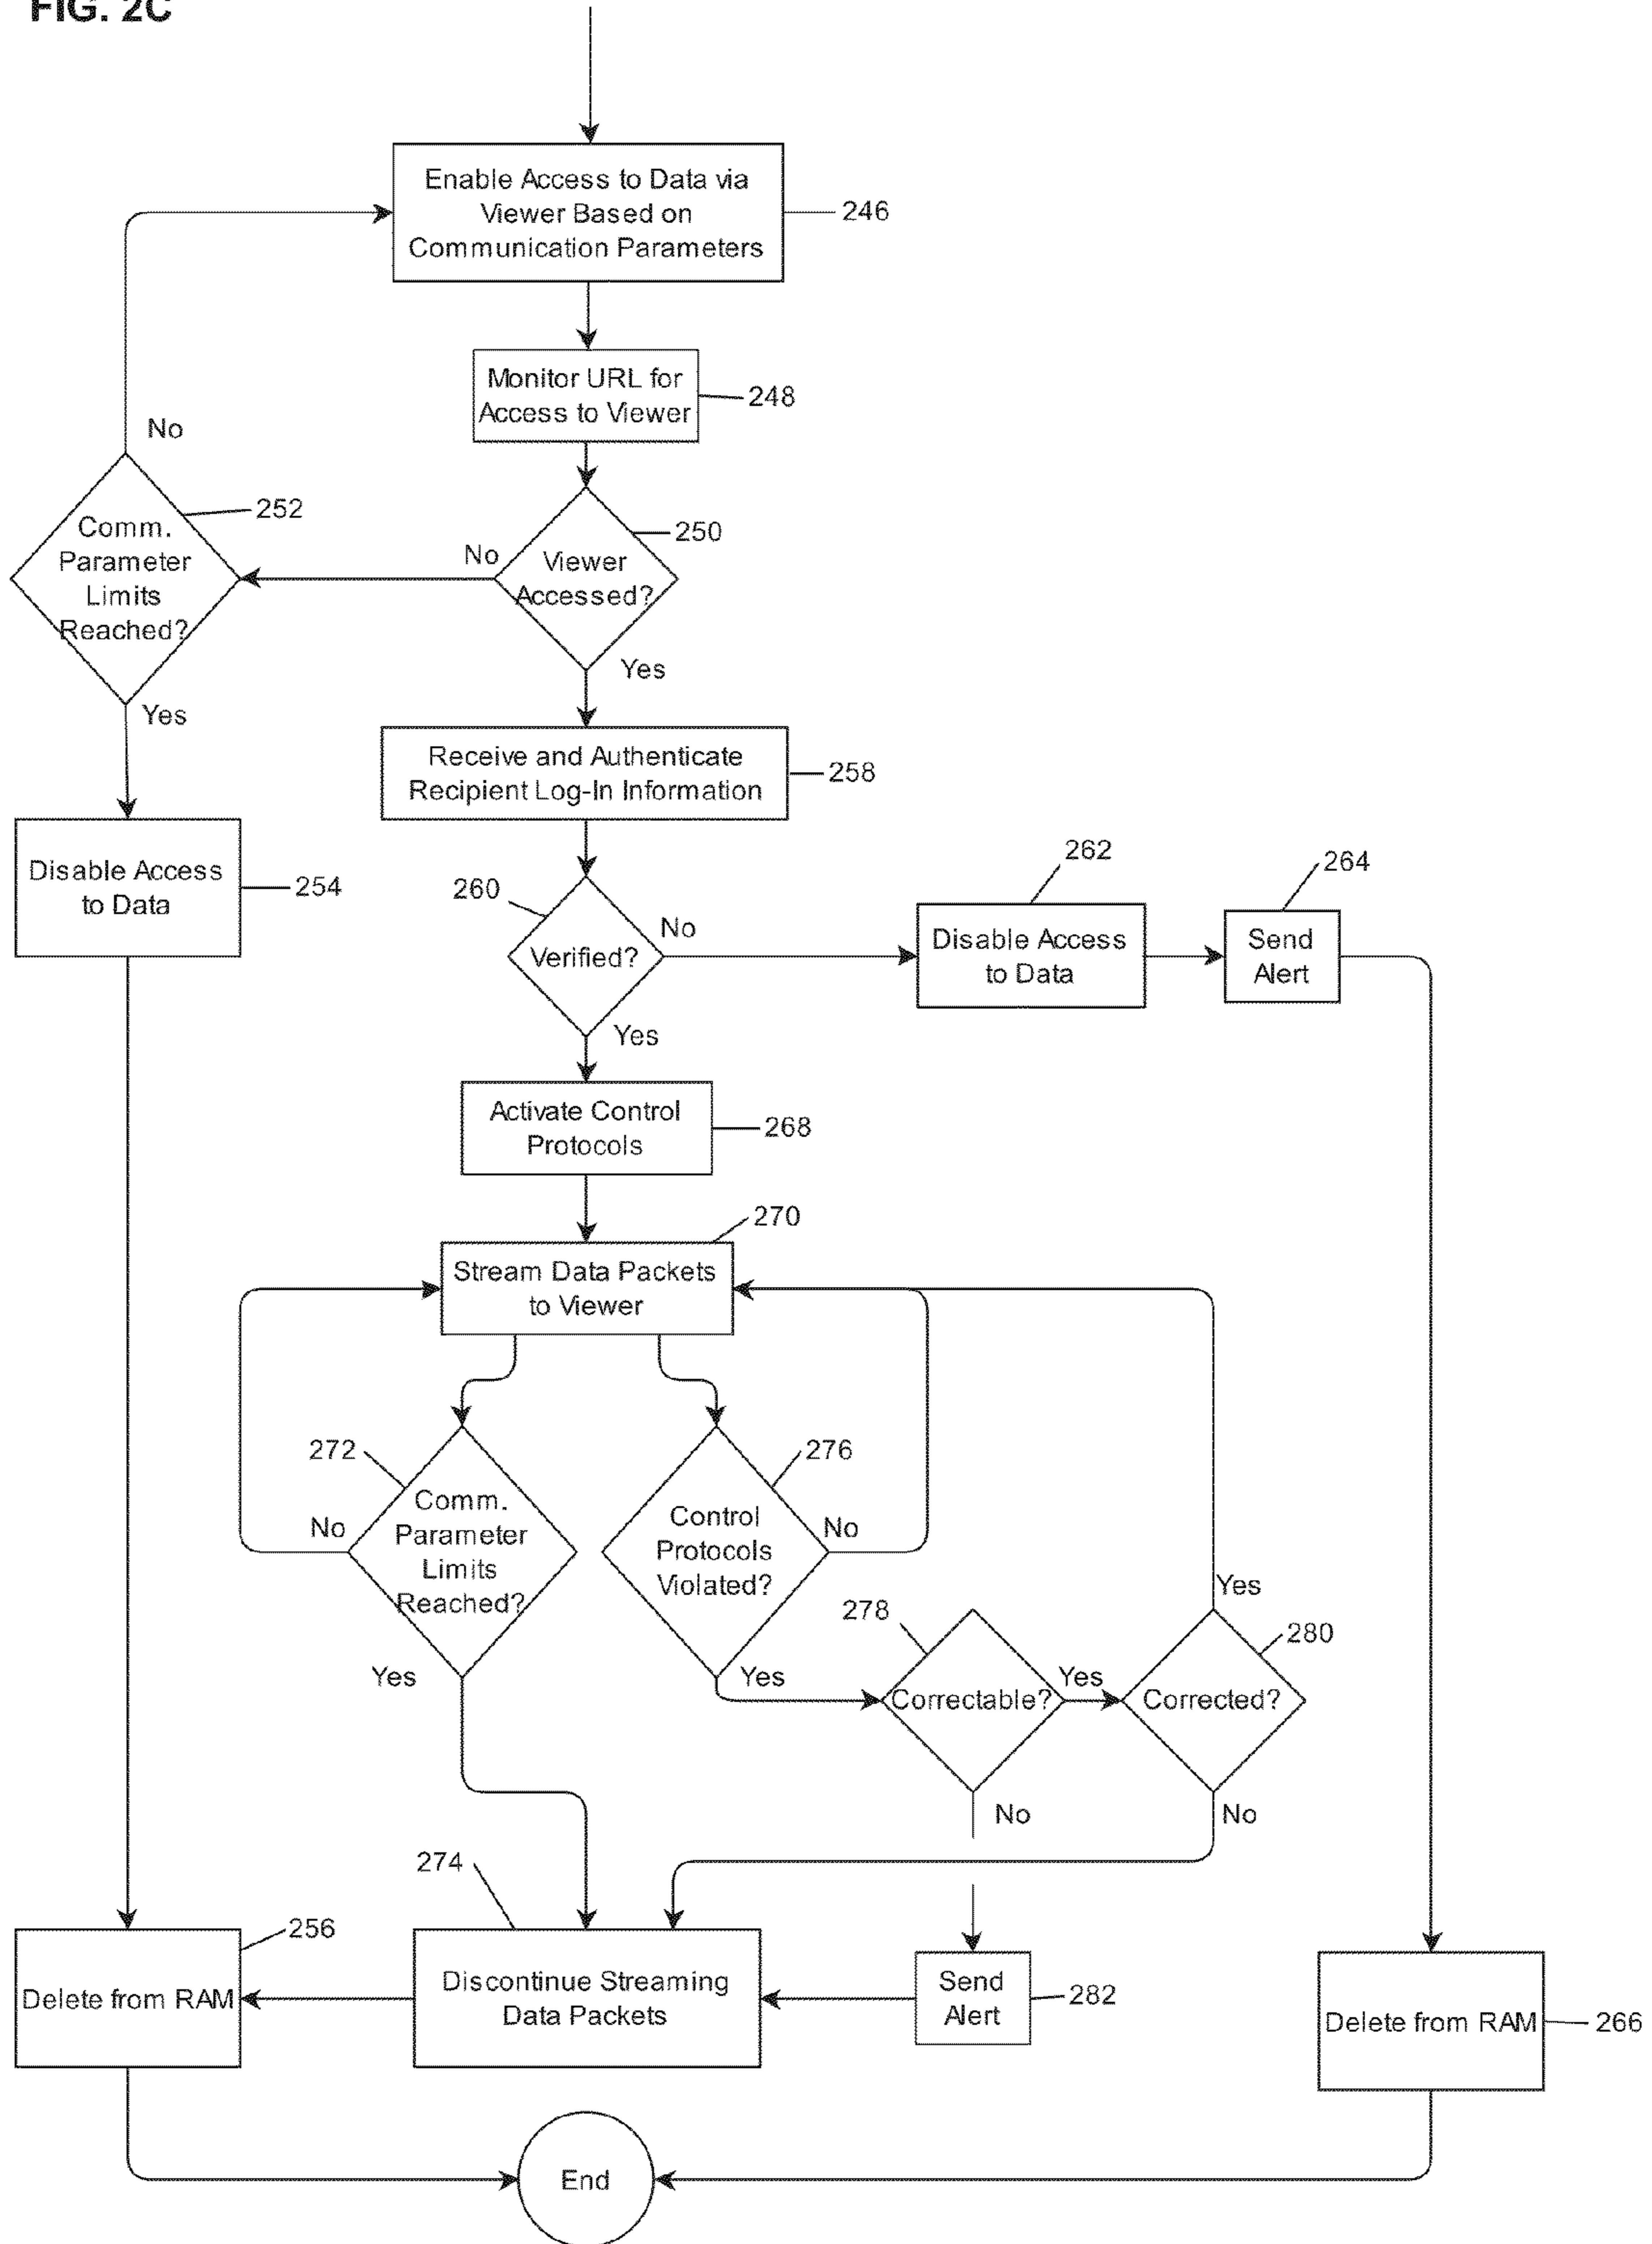 FIG. 2C
Enable Access to Data via
Viewer Based on
Communication Parameters
246
Monitor URL for
Access to Viewer
248
No
252
Comm.
Parameter
Limits
Reached?
No
250
Viewer
Accessed?
Yes
Yes
Receive and Authenticate
Recipient Log-In Information
258
Disable Access
to Data
254
260
Verified?
No
262
Disable Access
to Data
264
Send
Alert
Yes
Activate Control
Protocols
268
270
Stream Data Packets
to Viewer
272
Comm.
Parameter
Limits
Reached?
No
Yes
276
Control
Protocols
Violated?
No
Yes
278
Correctable?
Yes
No
280
Corrected?
Yes
No
274
Discontinue Streaming
Data Packets
256
Delete from RAM
Send
Alert
282
Delete from RAM
266
End